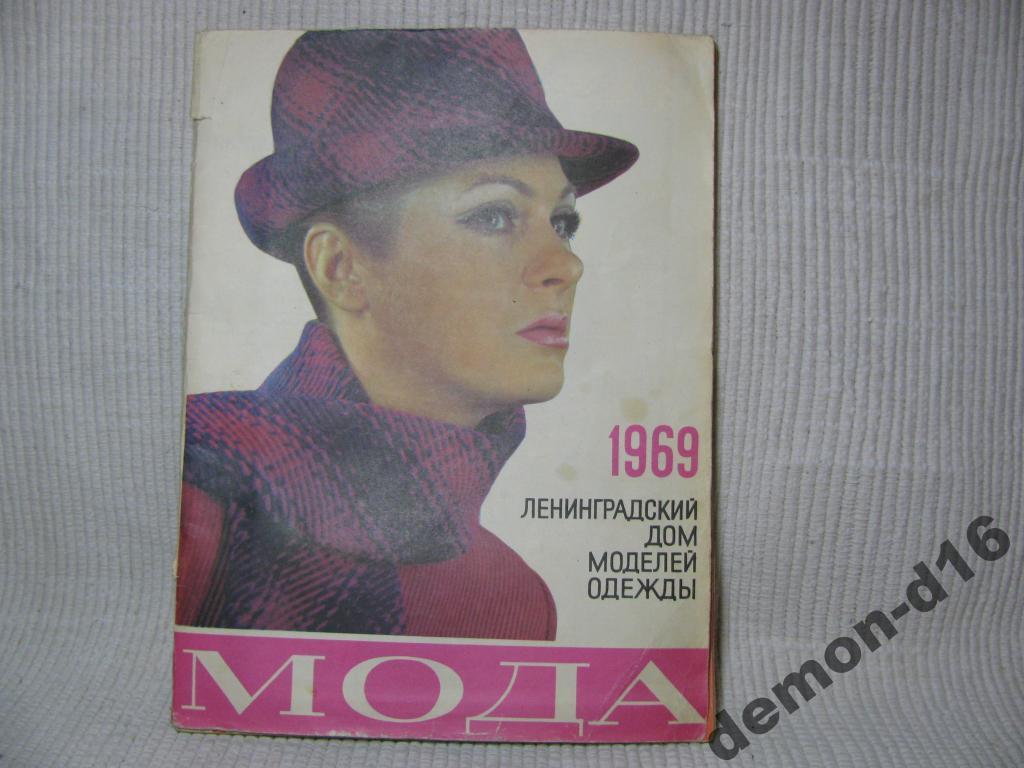 1969
ЛЕНИНГРАДСКИЙ
ДОМ
МОДЕЛЕЙ
ОДЕЖДЫ
МОДА
demon-d16